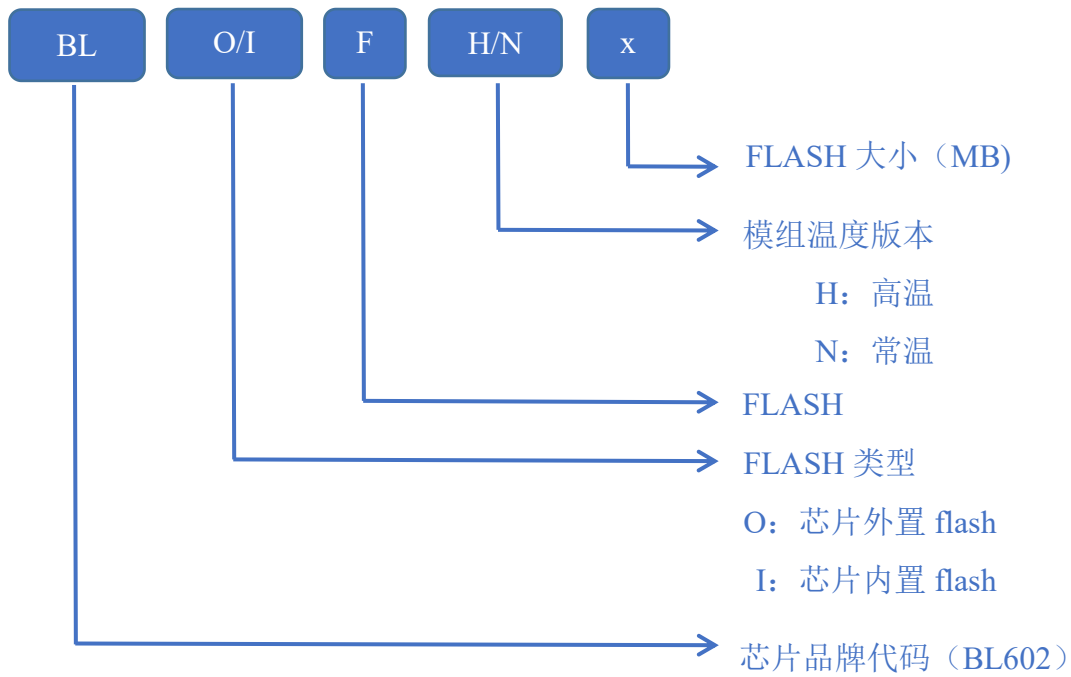 BL O/I F H/N x
FLASH 大小（MB)
模组温度版本
H：高温
N：常温
FLASH
FLASH 类型
O：芯片外置 flash
I：芯片内置 flash
芯片品牌代码（BL602）